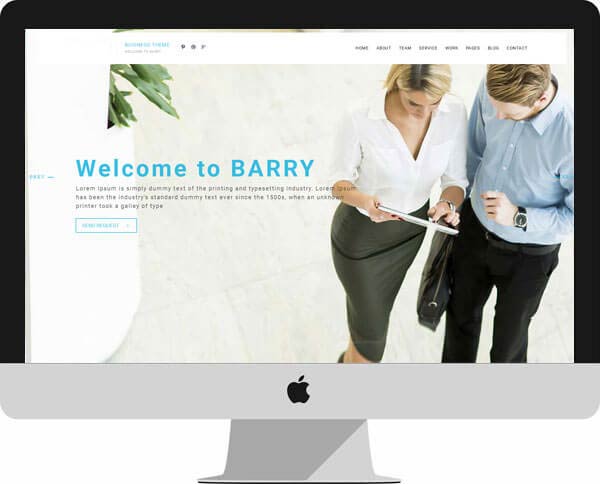 BUSINESS THEME
WELCOME TO BARRY
HOME ABOUT TEAM SERVICE WORK PAGES BLOG CONTACT
PREV
Welcome to BARRY
Lorem Ipsum is simply dummy text of the printing and typesetting industry. Lorem Ipsum
has been the industry's standard dummy text ever since the 1500s, when an unknown
printer took a galley of type
SEND REQUEST